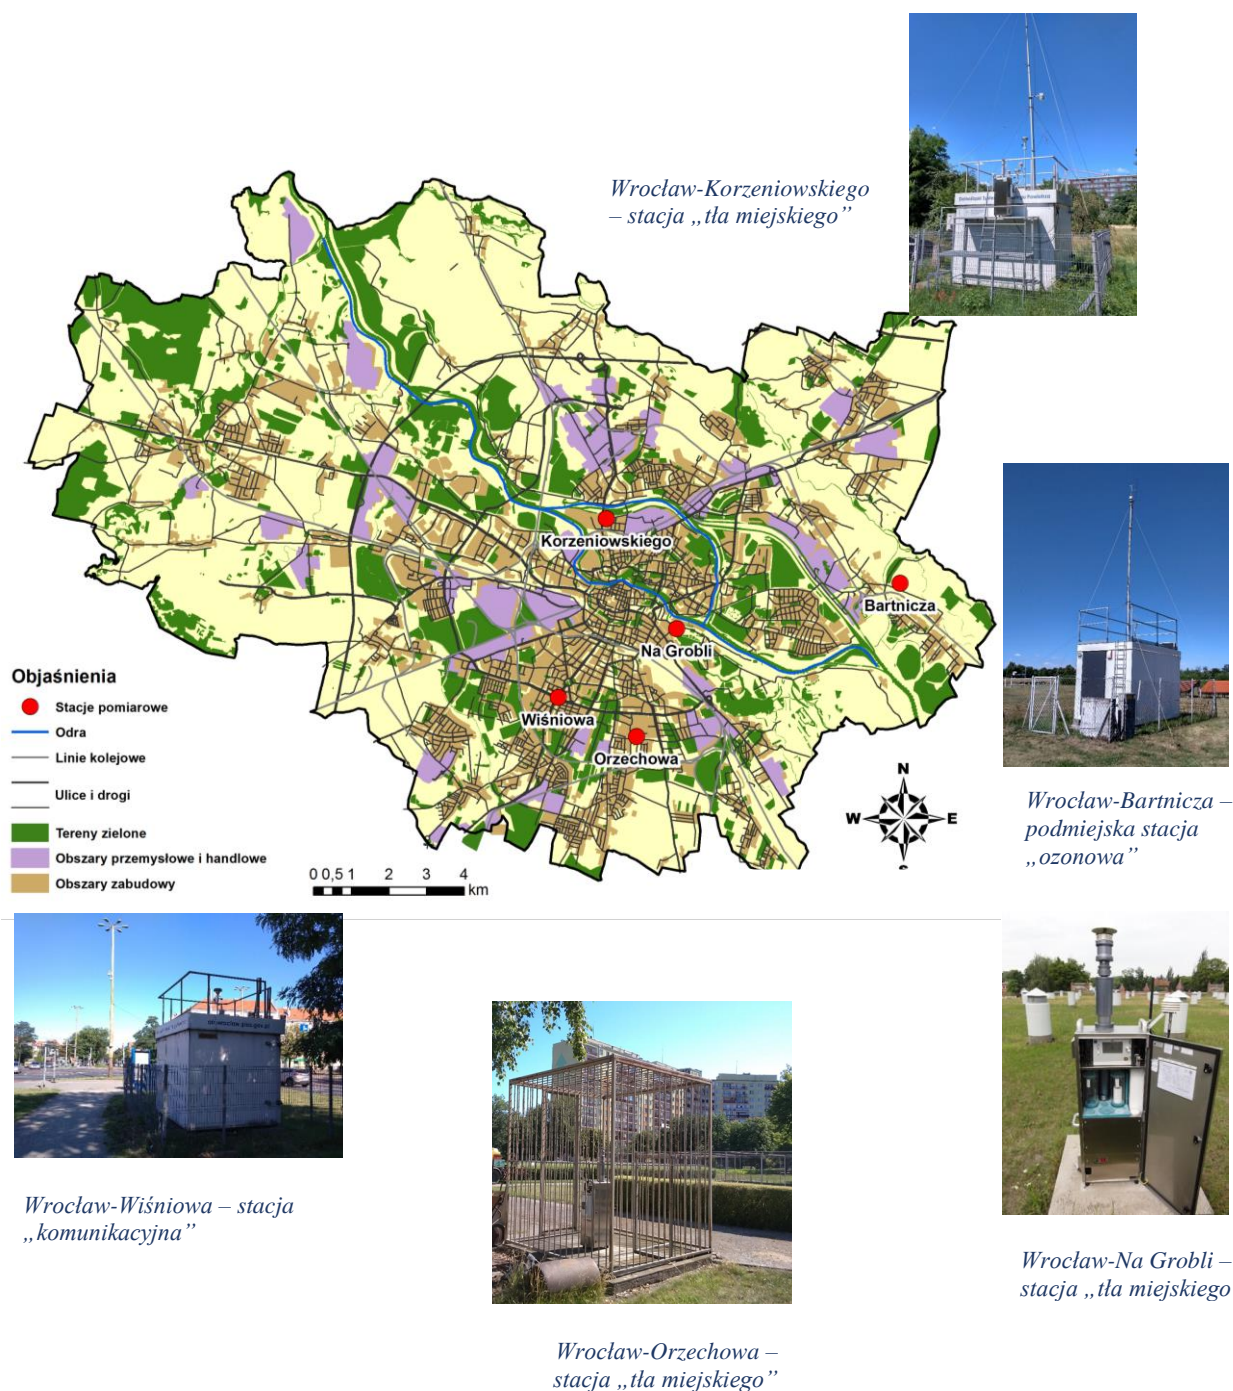 Wrocław-Korzeniowskiego
– stacja „tła miejskiego”
Korzeniowskiego
Bartnicza
Na Grobli
Wiśniowa
Orzechowa
Objaśnienia
Stacje pomiarowe
Odra
Linie kolejowe
Ulice i drogi
Tereny zielone
Obszary przemysłowe i handlowe
Obszary zabudowy
0 0,5 1 2 3 4
km
N
W E
S
Wrocław-Bartnicza –
podmiejska stacja
„ozonowa”
Wrocław-Wiśniowa – stacja
„komunikacyjna”
Wrocław-Na Grobli –
stacja „tła miejskiego
Wrocław-Orzechowa –
stacja „tła miejskiego”